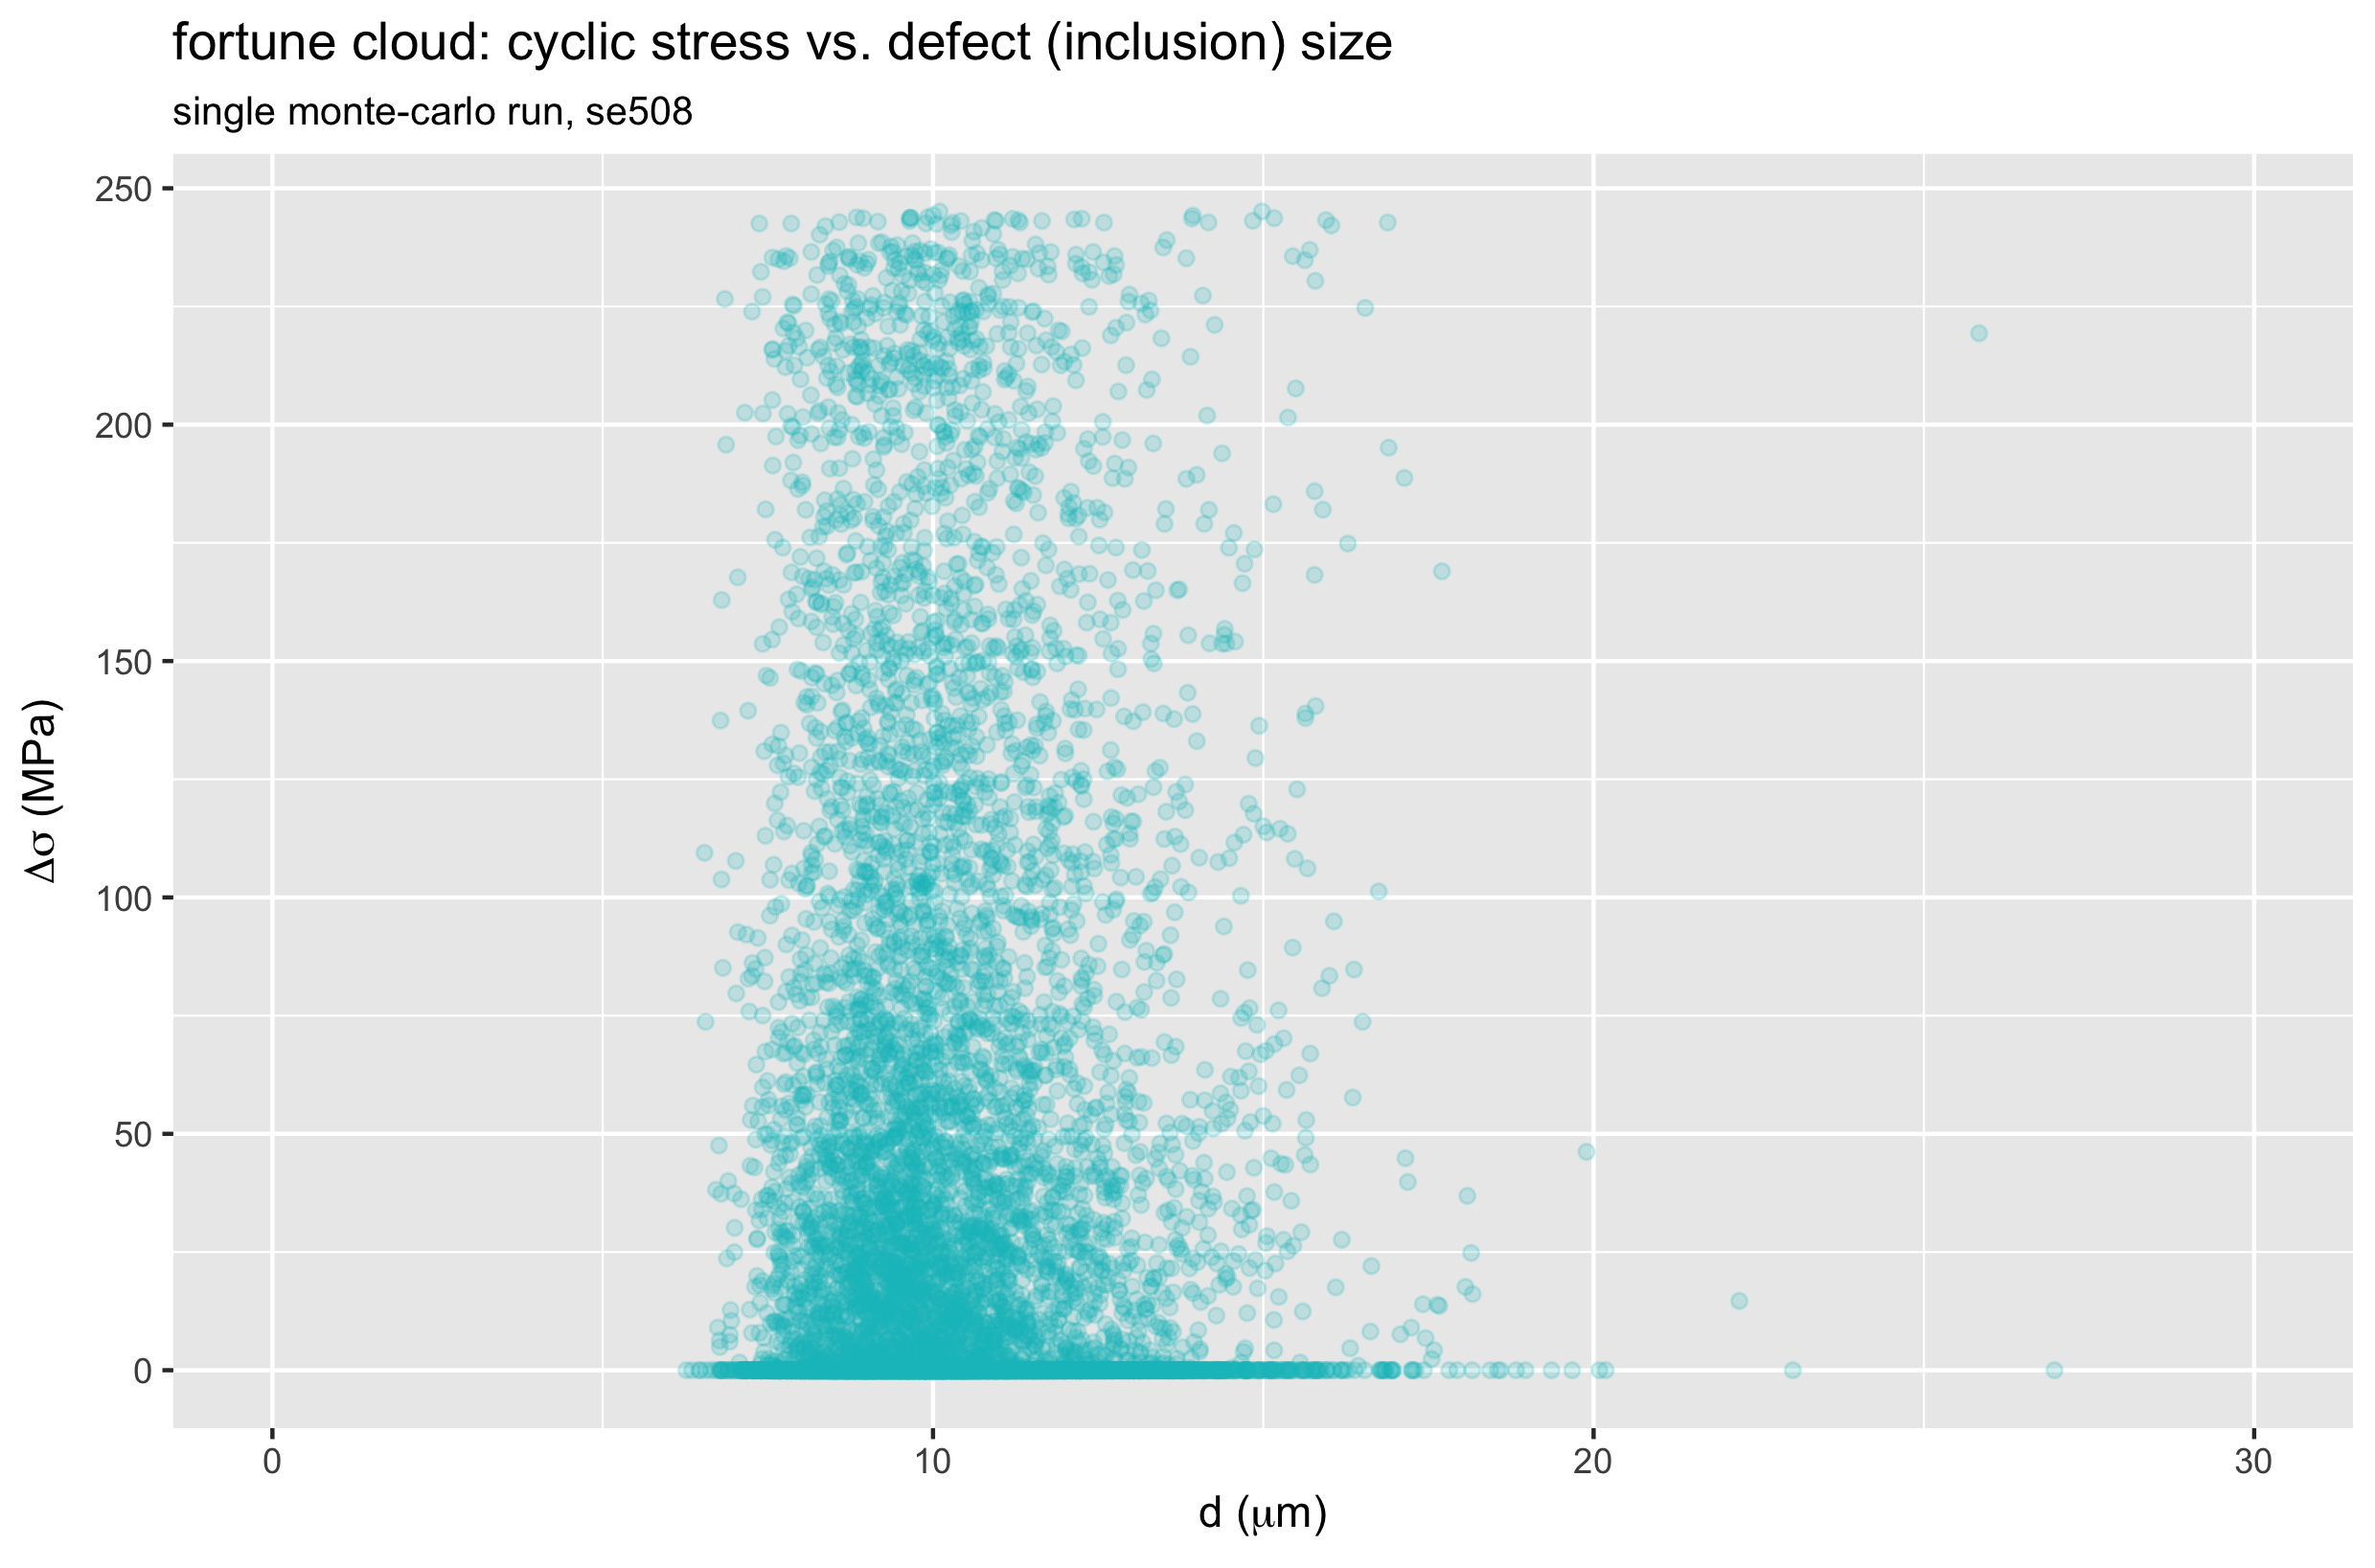 fortune cloud: cyclic stress vs. defect (inclusion) size
single monte-carlo run, se508
250
200
150
100
50
0
Δσ (MPa)
0
10
20
30
d (μm)